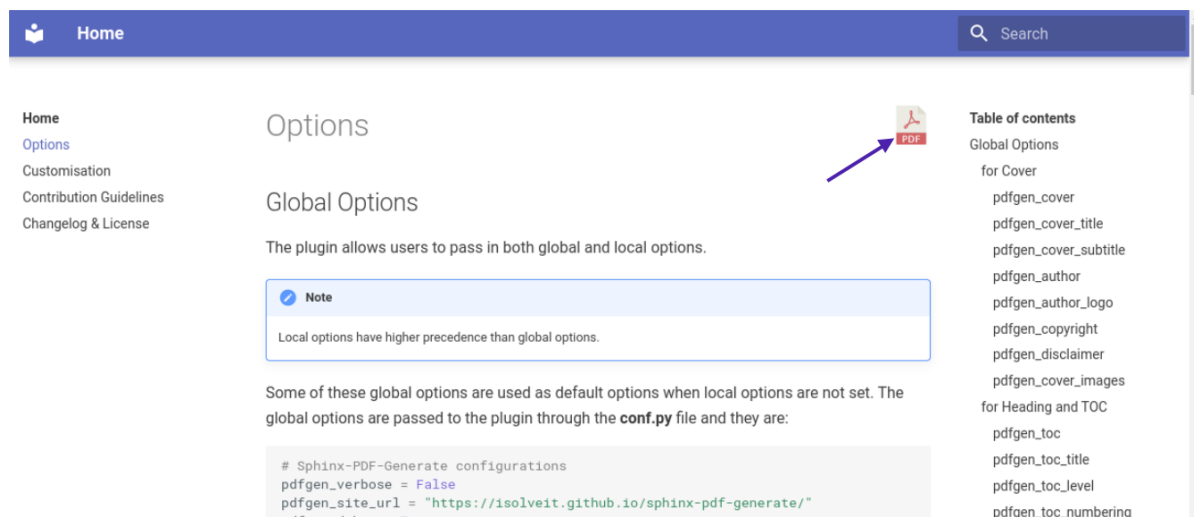 Home
Search
Home
Options
Customisation
Contribution Guidelines
Changelog & License
Options
PDF
Global Options
The plugin allows users to pass in both global and local options.
Note
Local options have higher precedence than global options.
Some of these global options are used as default options when local options are not set. The
global options are passed to the plugin through the conf.py file and they are:
# Sphinx-PDF-Generate configurations
pdfgen_verbose = False
pdfgen_site_url = "https://isolveit.github.io/sphinx-pdf-generate/"
Table of contents
Global Options
for Cover
pdfgen_cover
pdfgen_cover_title
pdfgen_cover_subtitle
pdfgen_author
pdfgen_author_logo
pdfgen_copyright
pdfgen_disclaimer
pdfgen_cover_images
for Heading and TOC
pdfgen_toc
pdfgen_toc_title
pdfgen_toc_level
pdfgen_toc_numbering